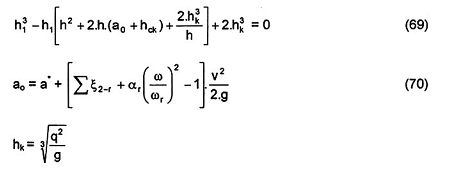 h₁³ − h₁[h² + 2.h.(a₀ + h_ck) + 2.h_k³/h] + 2.h_k³ = 0 (69)
a₀ = a* + [∑ξ₂₋ᵣ + αᵣ(ω/ωᵣ)² − 1].v²/2.g (70)
h_k = ∛(q²/g)